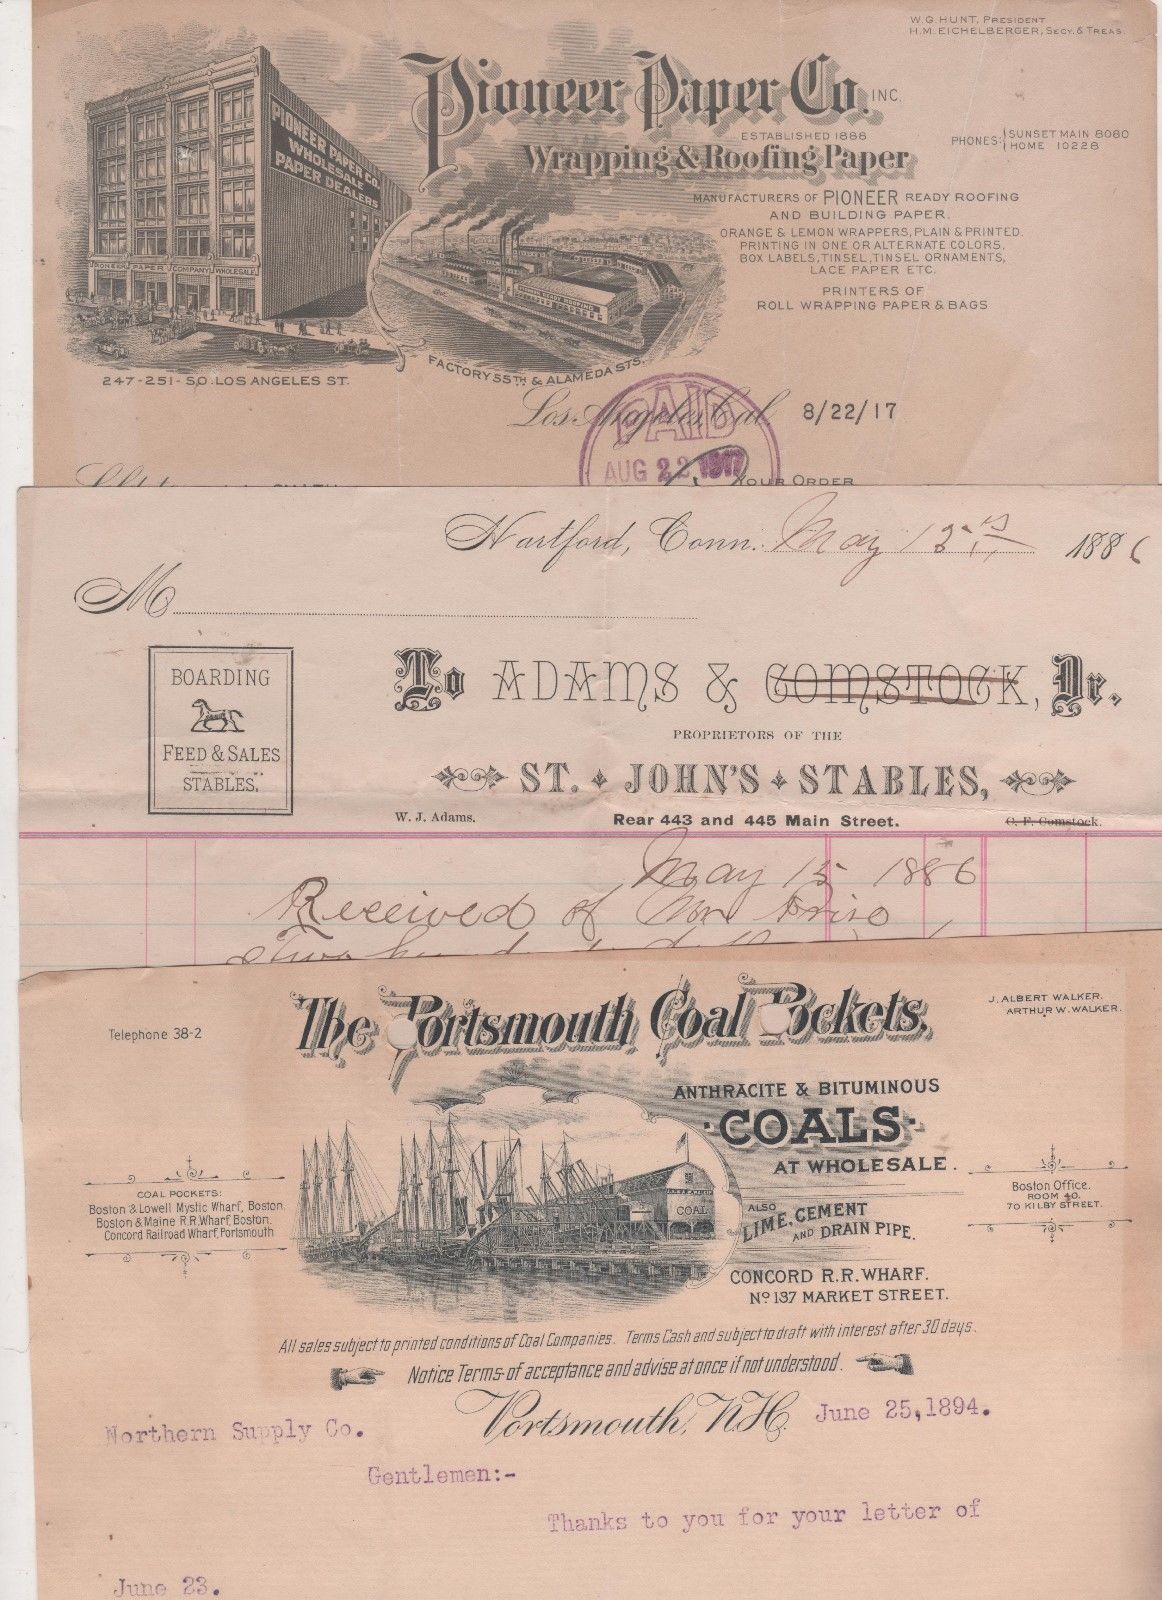 W. G. HUNT, PRESIDENT
H. M. EICHELBERGER, SECY. & TREAS.
Pioneer Paper Co. INC.
ESTABLISHED 1888
Wrapping & Roofing Paper
PHONES: SUNSET MAIN 8080
HOME 10228
PIONEER PAPER CO.
WHOLESALE
PAPER DEALERS
PIONEER PAPER COMPANY WHOLESALE
MANUFACTURERS OF PIONEER READY ROOFING
AND BUILDING PAPER.
ORANGE & LEMON WRAPPERS, PLAIN & PRINTED.
PRINTING IN ONE OR ALTERNATE COLORS,
BOX LABELS, TINSEL, TINSEL ORNAMENTS,
LACE PAPER ETC.
PRINTERS OF
ROLL WRAPPING PAPER & BAGS
PIONEER READY ROOFING
247-251-SO. LOS ANGELES ST.
FACTORY 55TH & ALAMEDA STS.
Los Angeles, Cal. 8/22/17
PAID
AUG 22 1917
YOUR ORDER
Hartford, Conn. May 15th 1886
M
BOARDING
FEED & SALES
STABLES.
To ADAMS & COMSTOCK, Dr.
PROPRIETORS OF THE
ST. JOHN'S STABLES,
W. J. Adams. Rear 443 and 445 Main Street. C. F. Comstock.
May 15 1886
Received of
The Portsmouth Coal Pockets.
J. ALBERT WALKER.
ARTHUR W. WALKER.
Telephone 38-2
ANTHRACITE & BITUMINOUS
COALS
AT WHOLESALE.
COAL
ALSO
LIME, CEMENT
AND DRAIN PIPE.
COAL POCKETS:
Boston & Lowell Mystic Wharf, Boston.
Boston & Maine R.R. Wharf, Boston.
Concord Railroad Wharf, Portsmouth
Boston Office.
ROOM 40.
70 KILBY STREET.
CONCORD R.R. WHARF.
No 137 MARKET STREET.
All sales subject to printed conditions of Coal Companies. Terms Cash and subject to draft with interest after 30 days.
Notice Terms of acceptance and advise at once if not understood.
Portsmouth, N.H. June 25, 1894.
Northern Supply Co.
Gentlemen:-
Thanks to you for your letter of
June 23.